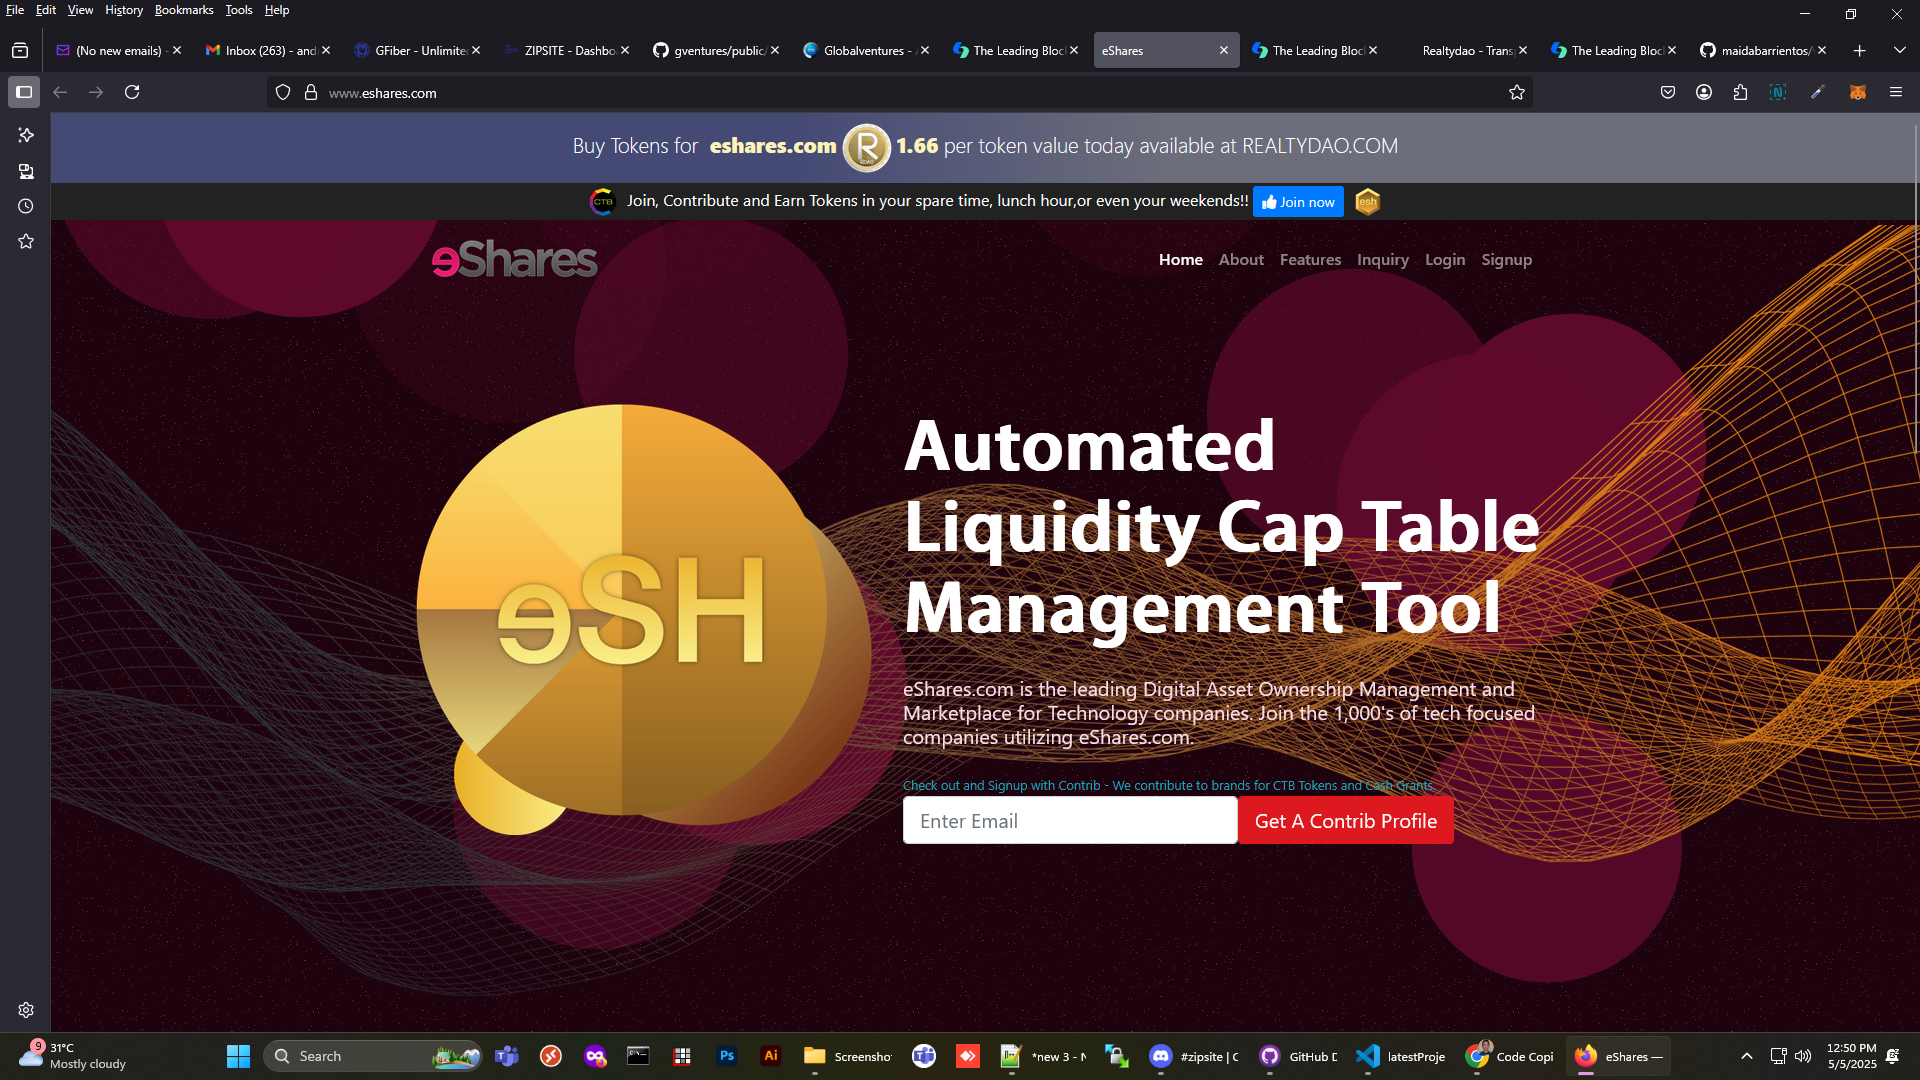 File Edit View History Bookmarks Tools Help
(No new emails) -
Inbox (263) - and
GFiber - Unlimite
ZIPSITE - Dashbo
gventures/public/
Globalventures -
The Leading Bloc
eShares
The Leading Bloc
Realtydao - Trans
The Leading Bloc
maidabarrientos/
www.eshares.com
Buy Tokens for eshares.com R 1.66 per token value today available at REALTYDAO.COM
CTB Join, Contribute and Earn Tokens in your spare time, lunch hour,or even your weekends!! Join now esh
eShares
Home About Features Inquiry Login Signup
eSH
Automated
Liquidity Cap Table
Management Tool
eShares.com is the leading Digital Asset Ownership Management and
Marketplace for Technology companies. Join the 1,000's of tech focused
companies utilizing eShares.com.
Check out and Signup with Contrib - We contribute to brands for CTB Tokens and Cash Grants.
Enter Email
Get A Contrib Profile
9
31°C
Mostly cloudy
Search
Ps
Ai
Screensho
*new 3 - N
#zipsite | C
GitHub D
latestProje
Code Copi
eShares —
12:50 PM
5/5/2025